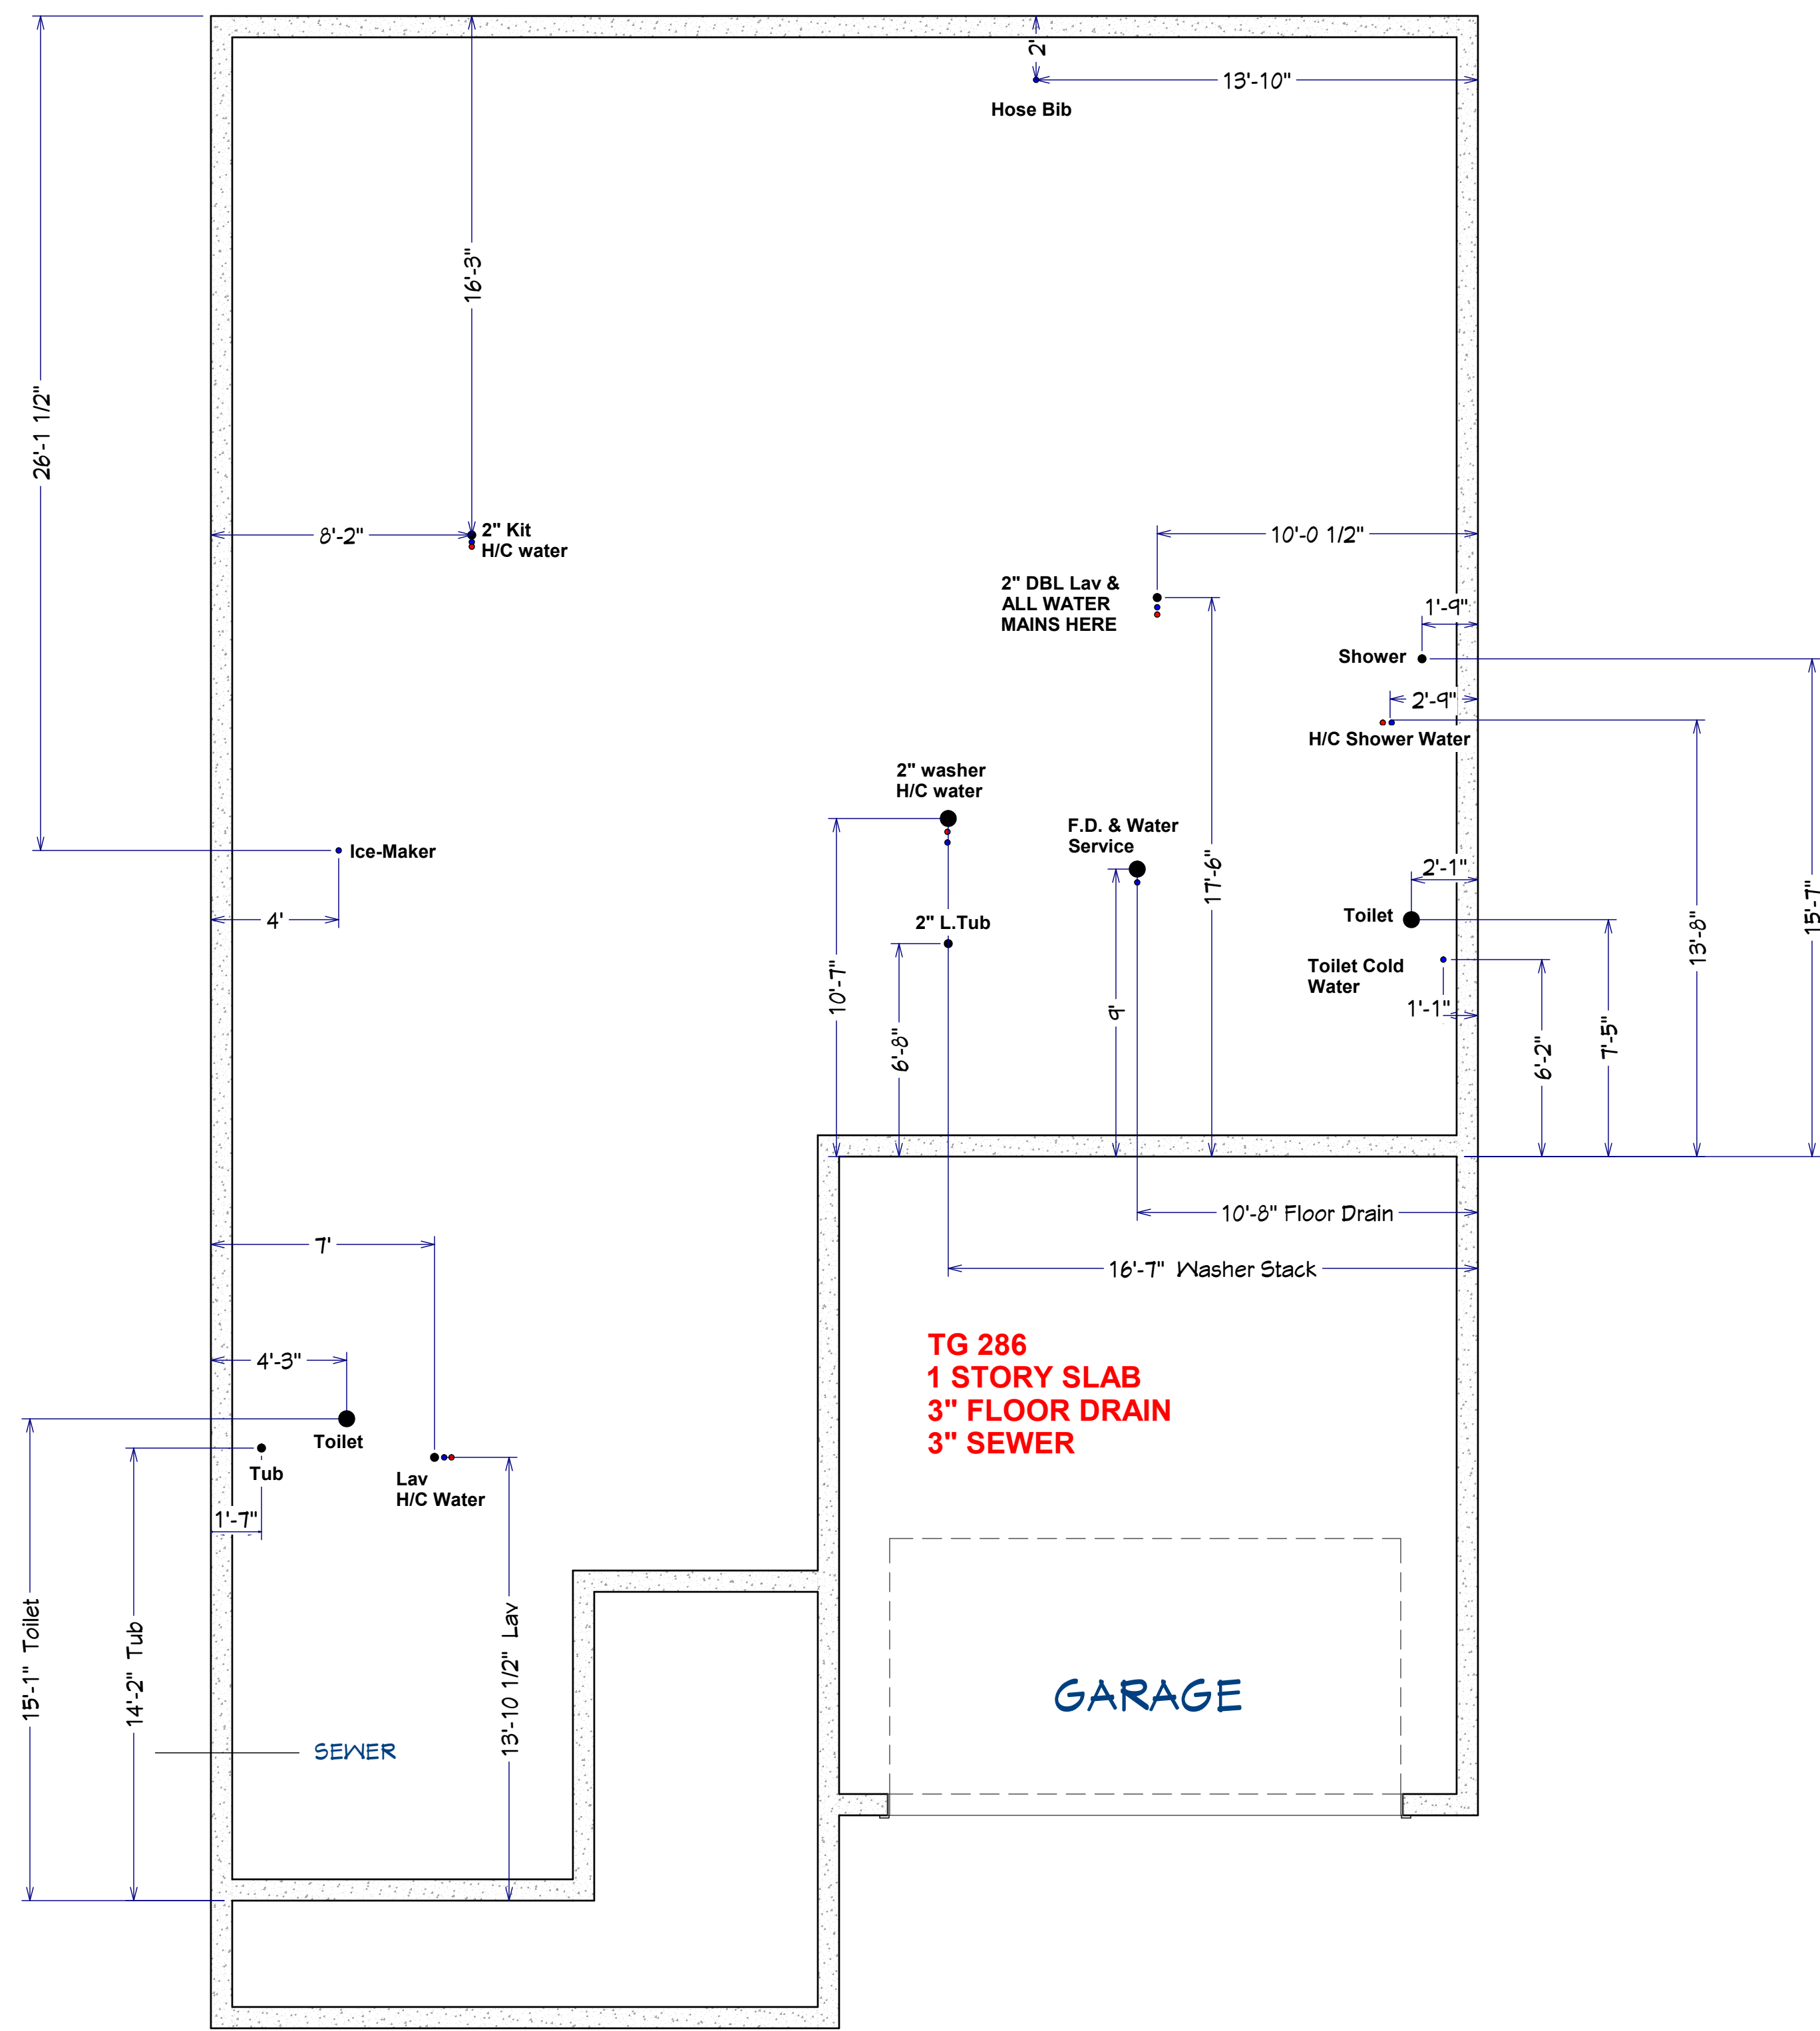 2'
13'-10"
Hose Bib
16'-3"
26'-1 1/2"
8'-2"
2" Kit
H/C water
10'-0 1/2"
2" DBL Lav &
ALL WATER
MAINS HERE
1'-9"
Shower
2'-9"
H/C Shower Water
2" washer
H/C water
F.D. & Water
Service
17'-6"
Ice-Maker
4'
2'-1"
Toilet
2" L.Tub
Toilet Cold
Water
1'-1"
10'-7"
6'-8"
9'
6'-2"
7'-5"
13'-8"
15'-7"
10'-8" Floor Drain
7'
16'-7" Washer Stack
TG 286
1 STORY SLAB
3" FLOOR DRAIN
3" SEWER
4'-3"
Toilet
Tub
Lav
H/C Water
1'-7"
15'-1" Toilet
14'-2" Tub
13'-10 1/2" Lav
GARAGE
SEWER